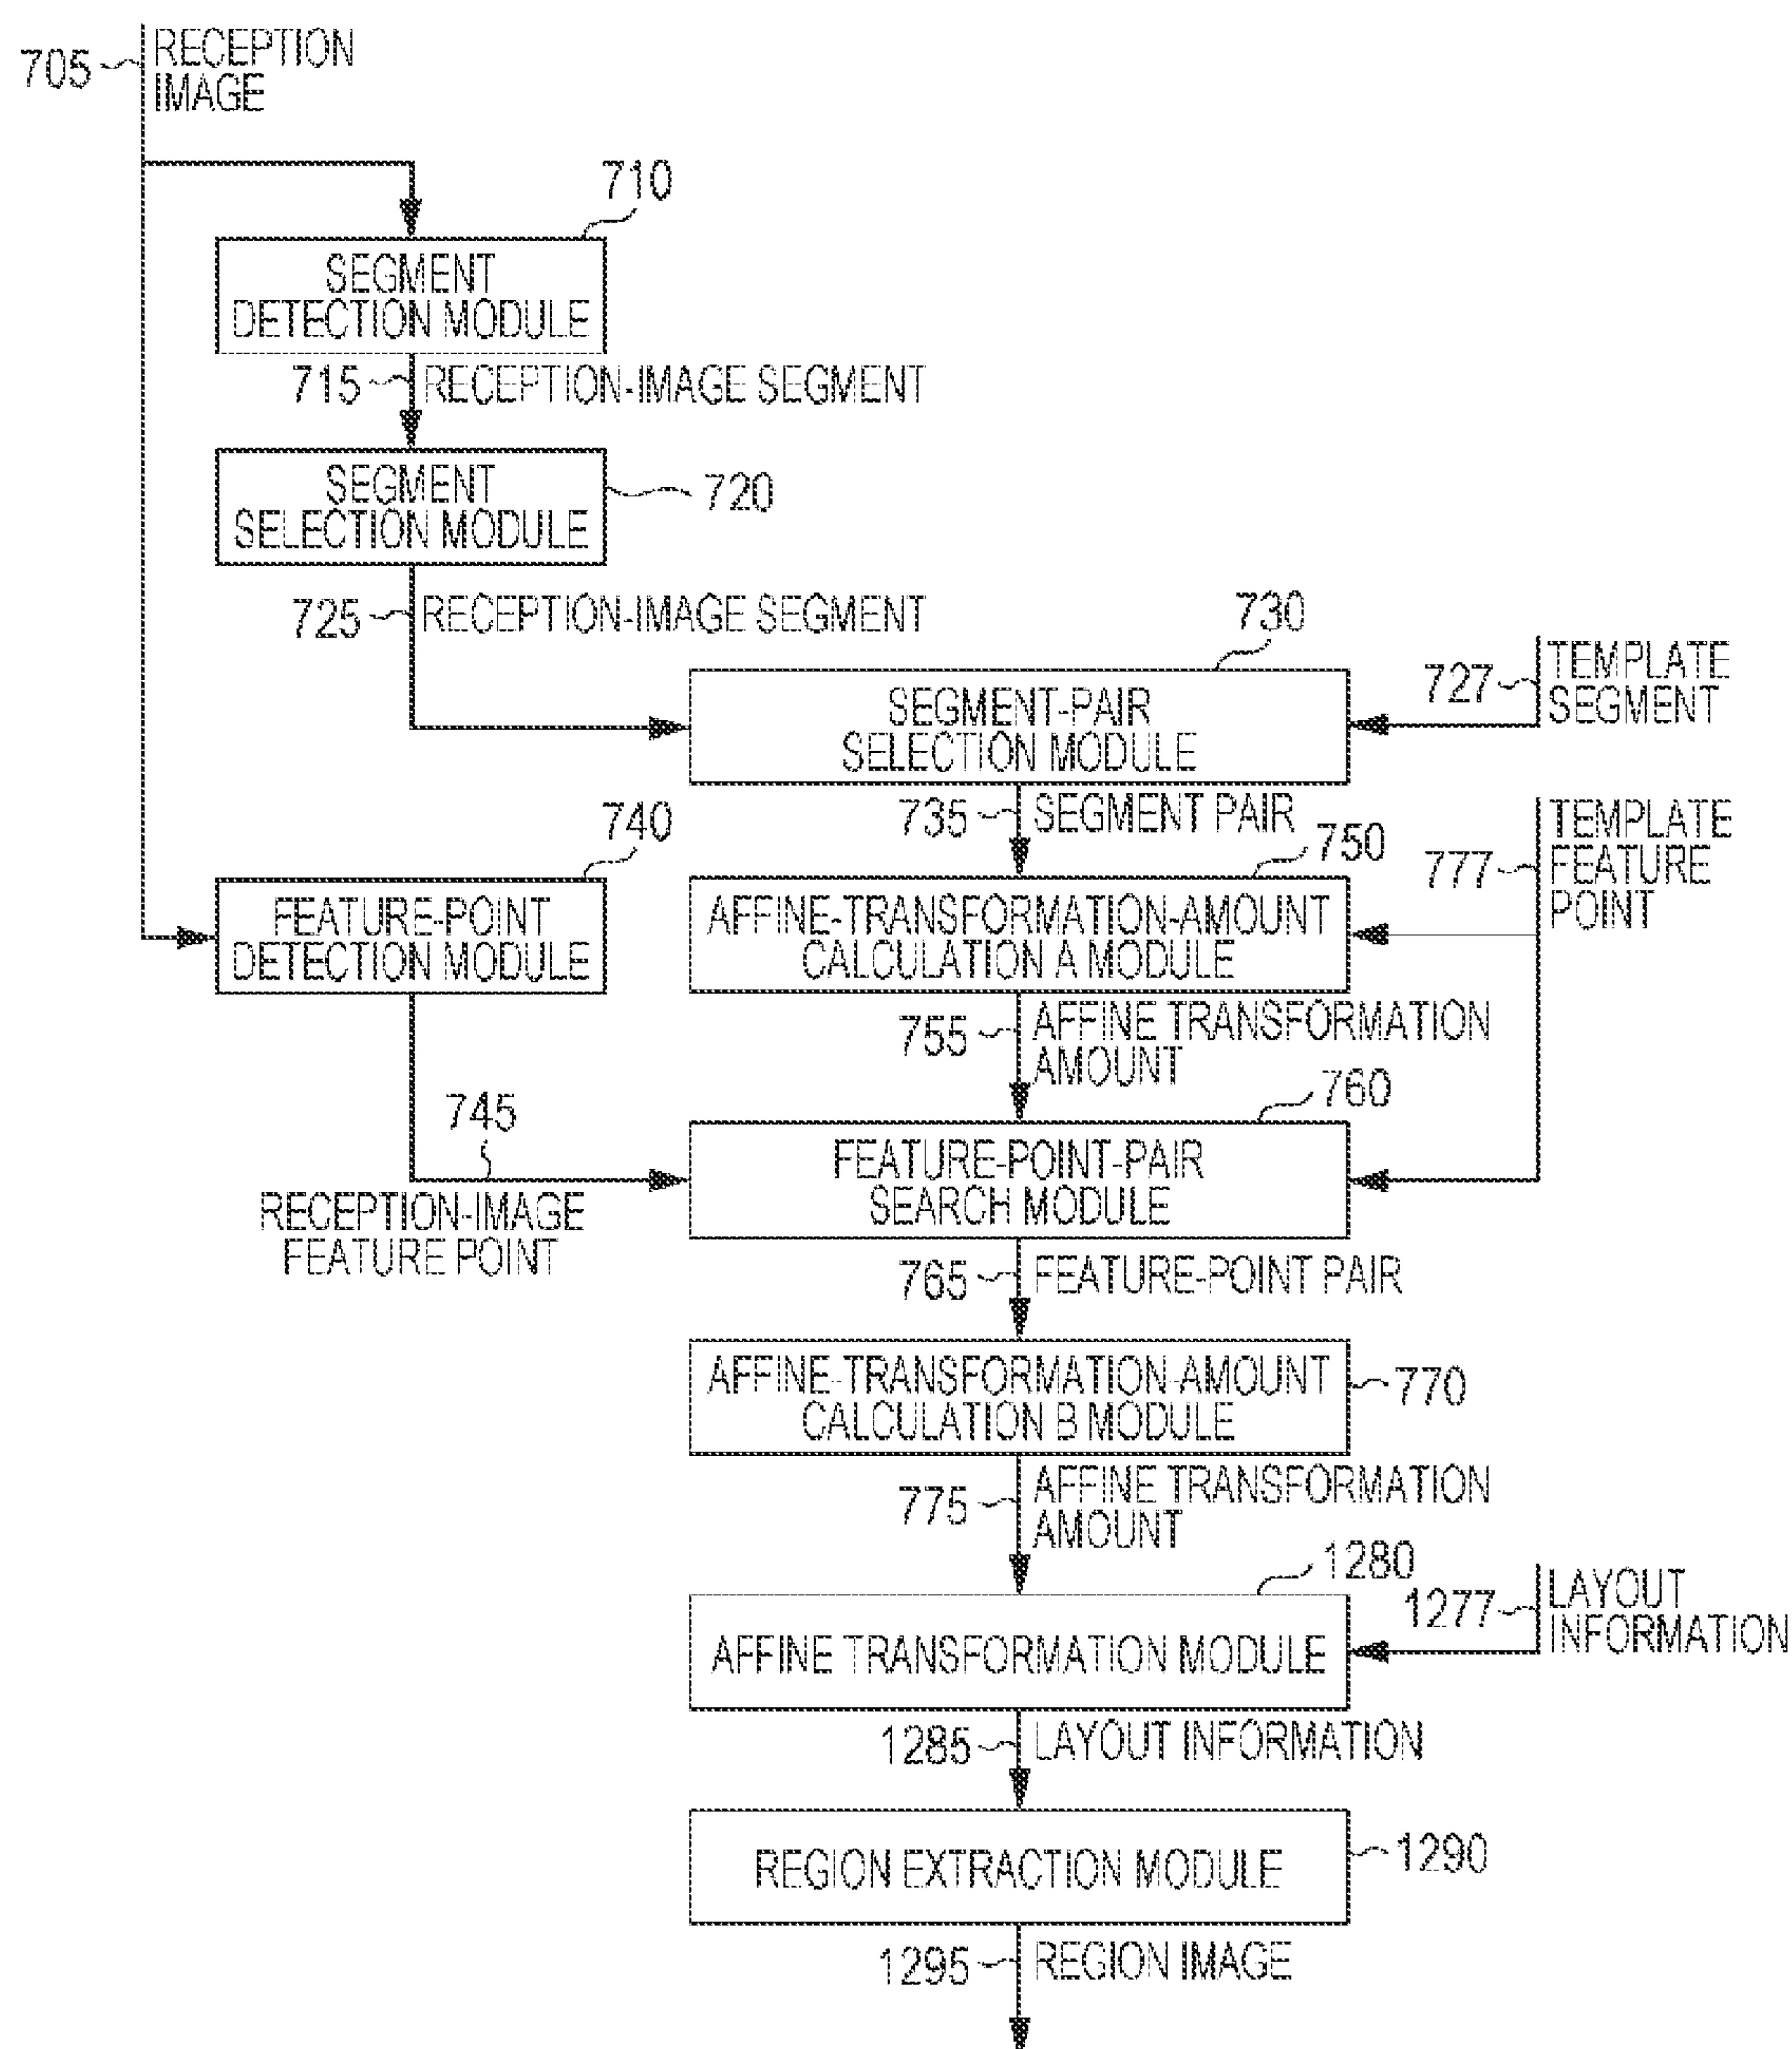 705
RECEPTION
IMAGE
710
SEGMENT
DETECTION MODULE
715
RECEPTION-IMAGE SEGMENT
SEGMENT
SELECTION MODULE
720
725
RECEPTION-IMAGE SEGMENT
730
SEGMENT-PAIR
SELECTION MODULE
727
TEMPLATE
SEGMENT
735
SEGMENT PAIR
740
FEATURE-POINT
DETECTION MODULE
750
AFFINE-TRANSFORMATION-AMOUNT
CALCULATION A MODULE
777
TEMPLATE
FEATURE
POINT
755
AFFINE TRANSFORMATION
AMOUNT
745
RECEPTION-IMAGE
FEATURE POINT
760
FEATURE-POINT-PAIR
SEARCH MODULE
765
FEATURE-POINT PAIR
AFFINE-TRANSFORMATION-AMOUNT
CALCULATION B MODULE
770
775
AFFINE TRANSFORMATION
AMOUNT
1280
AFFINE TRANSFORMATION MODULE
1277
LAYOUT
INFORMATION
1285
LAYOUT INFORMATION
REGION EXTRACTION MODULE
1290
1295
REGION IMAGE